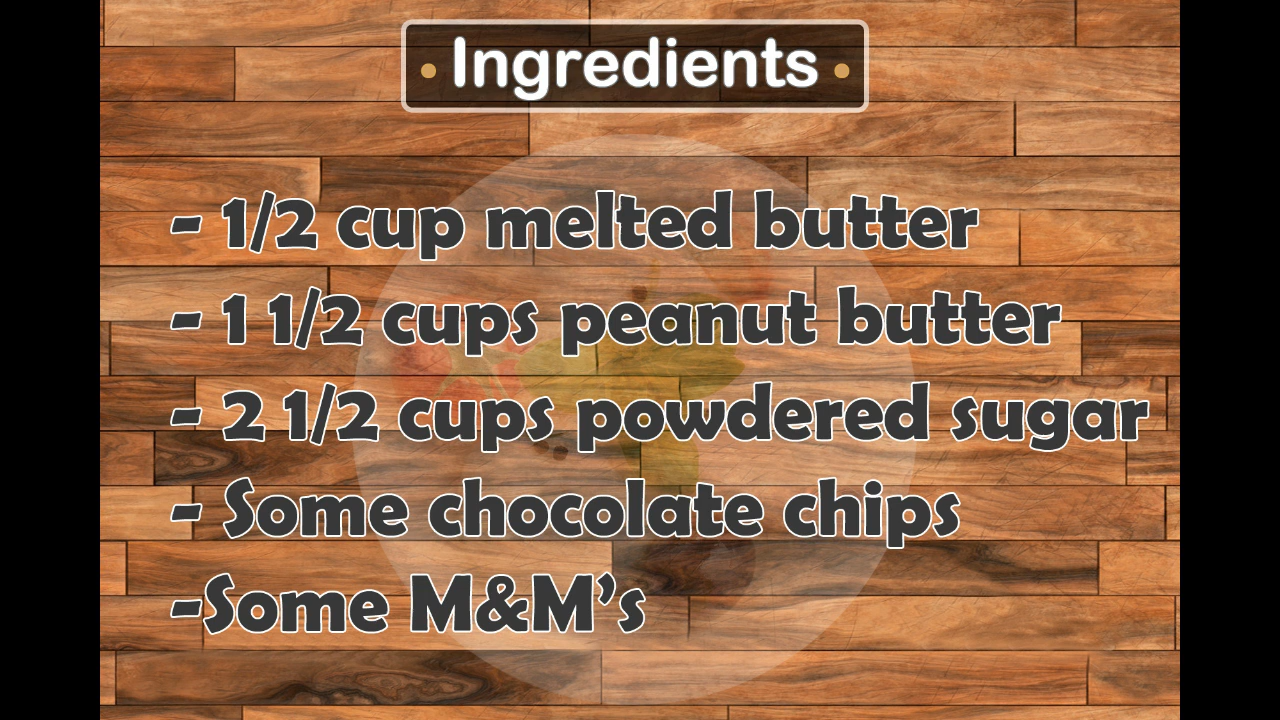 Ingredients
- 1/2 cup melted butter
- 1 1/2 cups peanut butter
- 2 1/2 cups powdered sugar
- Some chocolate chips
-Some M&M’s